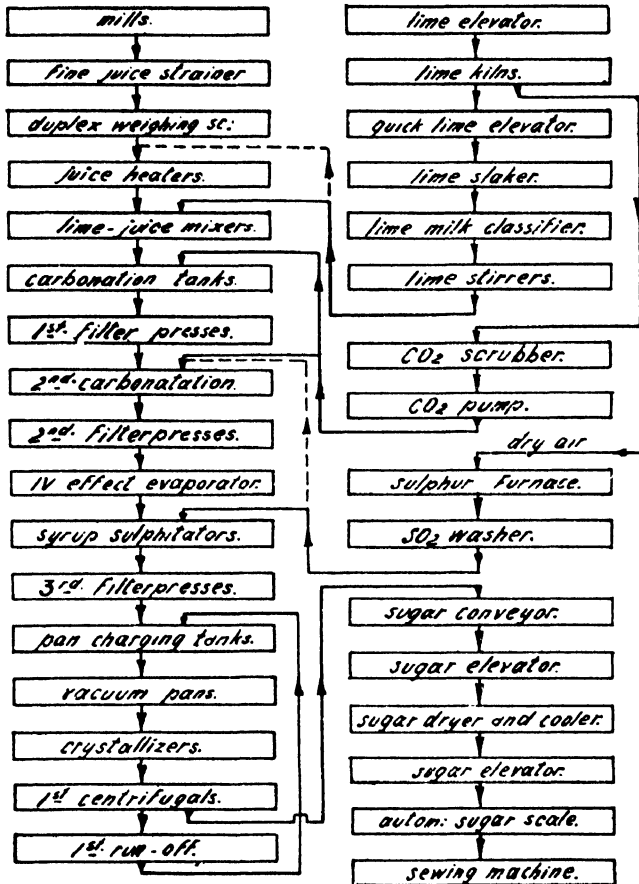 mills.
fine juice strainer
duplex weighing sc:
juice heaters.
lime-juice mixers.
carbonation tanks.
1st. filter presses.
2nd. carbonatation.
2nd. Filterpresses.
IV effect evaporator.
syrup sulphitators.
3rd. Filterpresses.
pan charging tanks.
vacuum pans.
crystallizers.
1st centrifugals.
1st. run-off.
lime elevator.
lime kilns.
quick lime elevator.
lime slaker.
lime milk classifier.
lime stirrers.
CO2 scrubber.
CO2 pump.
dry air
sulphur Furnace.
SO2 washer.
sugar conveyor.
sugar elevator.
sugar dryer and cooler.
sugar elevator.
autom: sugar scale.
sewing machine.